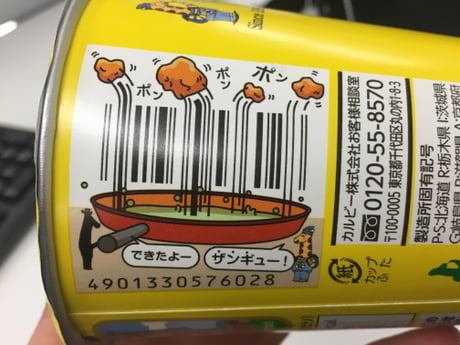 Since
ポン
ポン
ポン
できたよー
ザンギュー!
4901330576028
カルビー株式会社お客様相談室
0120-55-8570
〒100-0005 東京都千代田区丸の内1-8-3
製造所固有記号
P・S:北海道 R:栃木県 I:茨城県
紙
カップ
ふた